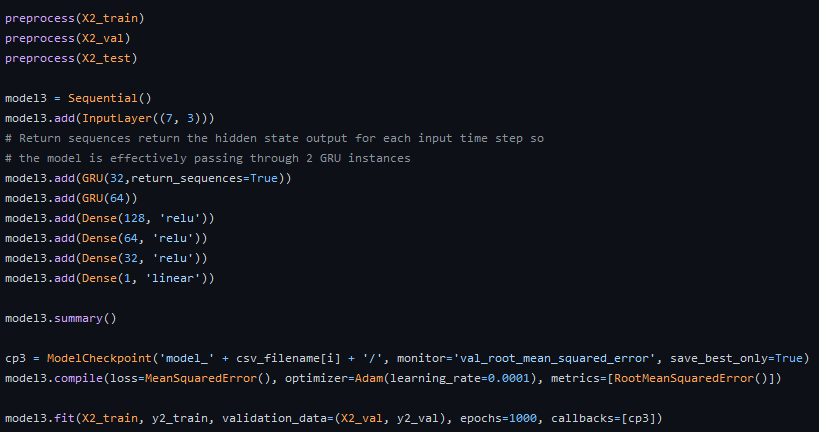 preprocess(X2_train)
preprocess(X2_val)
preprocess(X2_test)
model3 = Sequential()
model3.add(InputLayer((7, 3)))
# Return sequences return the hidden state output for each input time step so
# the model is effectively passing through 2 GRU instances
model3.add(GRU(32,return_sequences=True))
model3.add(GRU(64))
model3.add(Dense(128, 'relu'))
model3.add(Dense(64, 'relu'))
model3.add(Dense(32, 'relu'))
model3.add(Dense(1, 'linear'))
model3.summary()
cp3 = ModelCheckpoint('model_' + csv_filename[i] + '/', monitor='val_root_mean_squared_error', save_best_only=True)
model3.compile(loss=MeanSquaredError(), optimizer=Adam(learning_rate=0.0001), metrics=[RootMeanSquaredError()])
model3.fit(X2_train, y2_train, validation_data=(X2_val, y2_val), epochs=1000, callbacks=[cp3])